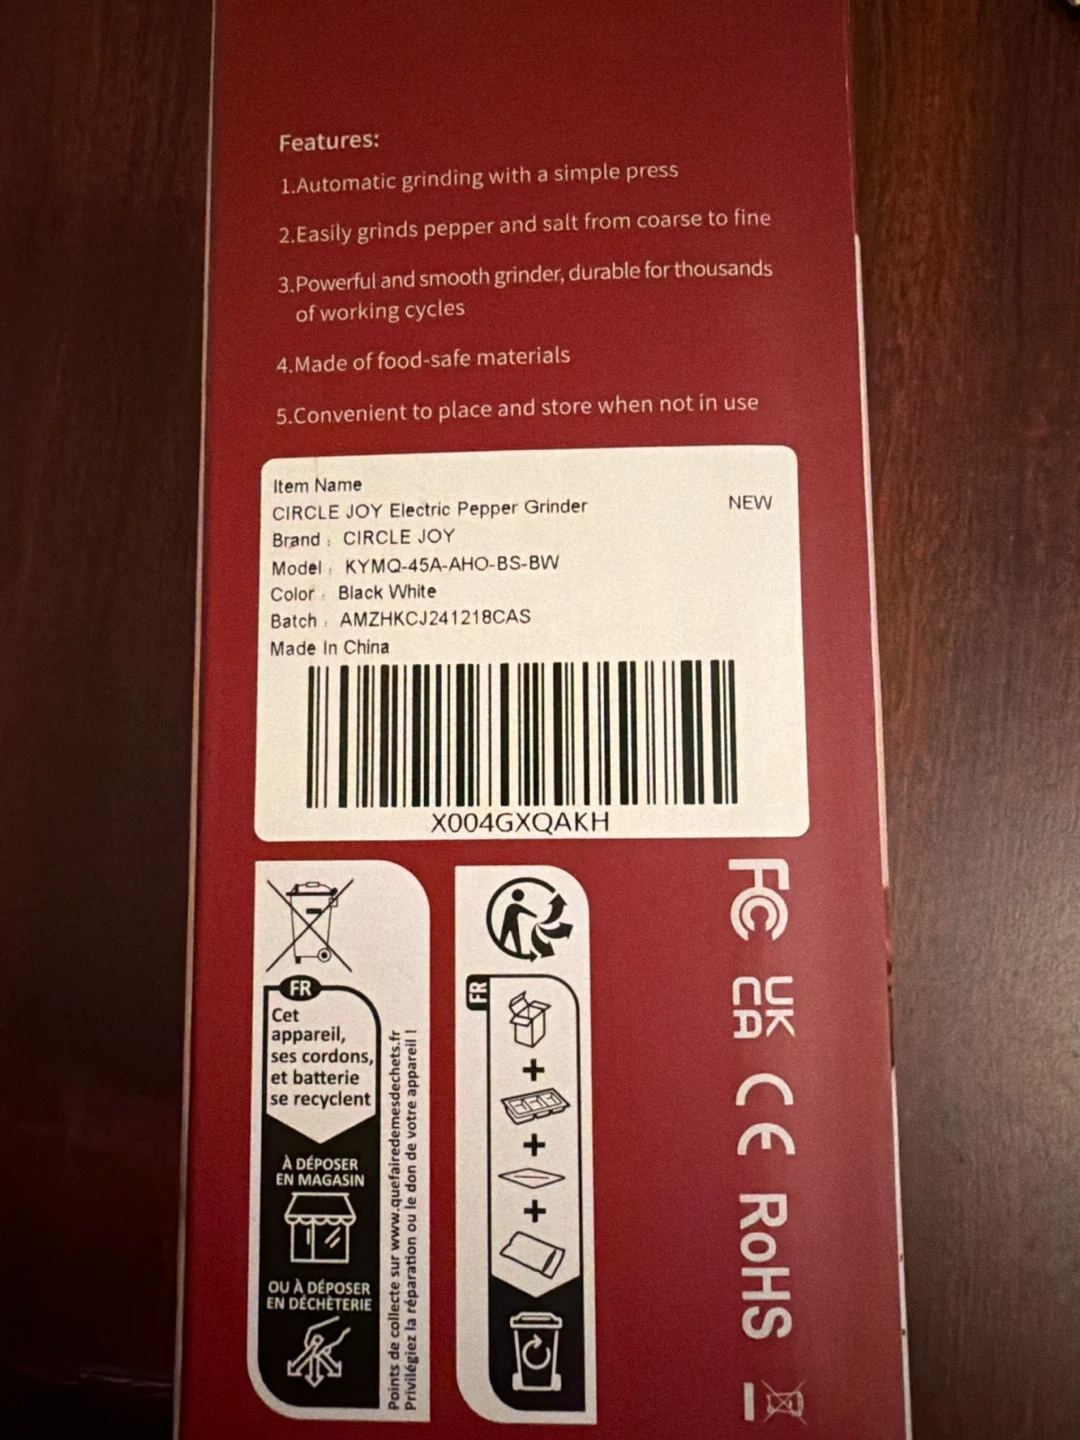 Features:
1.Automatic grinding with a simple press
2.Easily grinds pepper and salt from coarse to fine
3.Powerful and smooth grinder, durable for thousands
of working cycles
4.Made of food-safe materials
5.Convenient to place and store when not in use
Item Name
CIRCLE JOY Electric Pepper Grinder
NEW
Brand : CIRCLE JOY
Model : KYMQ-45A-AHO-BS-BW
Color : Black White
Batch : AMZHKCJ241218CAS
Made In China
X004GXQAKH
FR
Cet
appareil,
ses cordons,
et batterie
se recyclent
À DÉPOSER
EN MAGASIN
OU À DÉPOSER
EN DÉCHÈTERIE
Points de collecte sur www.quefairedemesdechets.fr
Privilégiez la réparation ou le don de votre appareil !
FR
+
+
+
FC
UK
CA
CE
RoHS